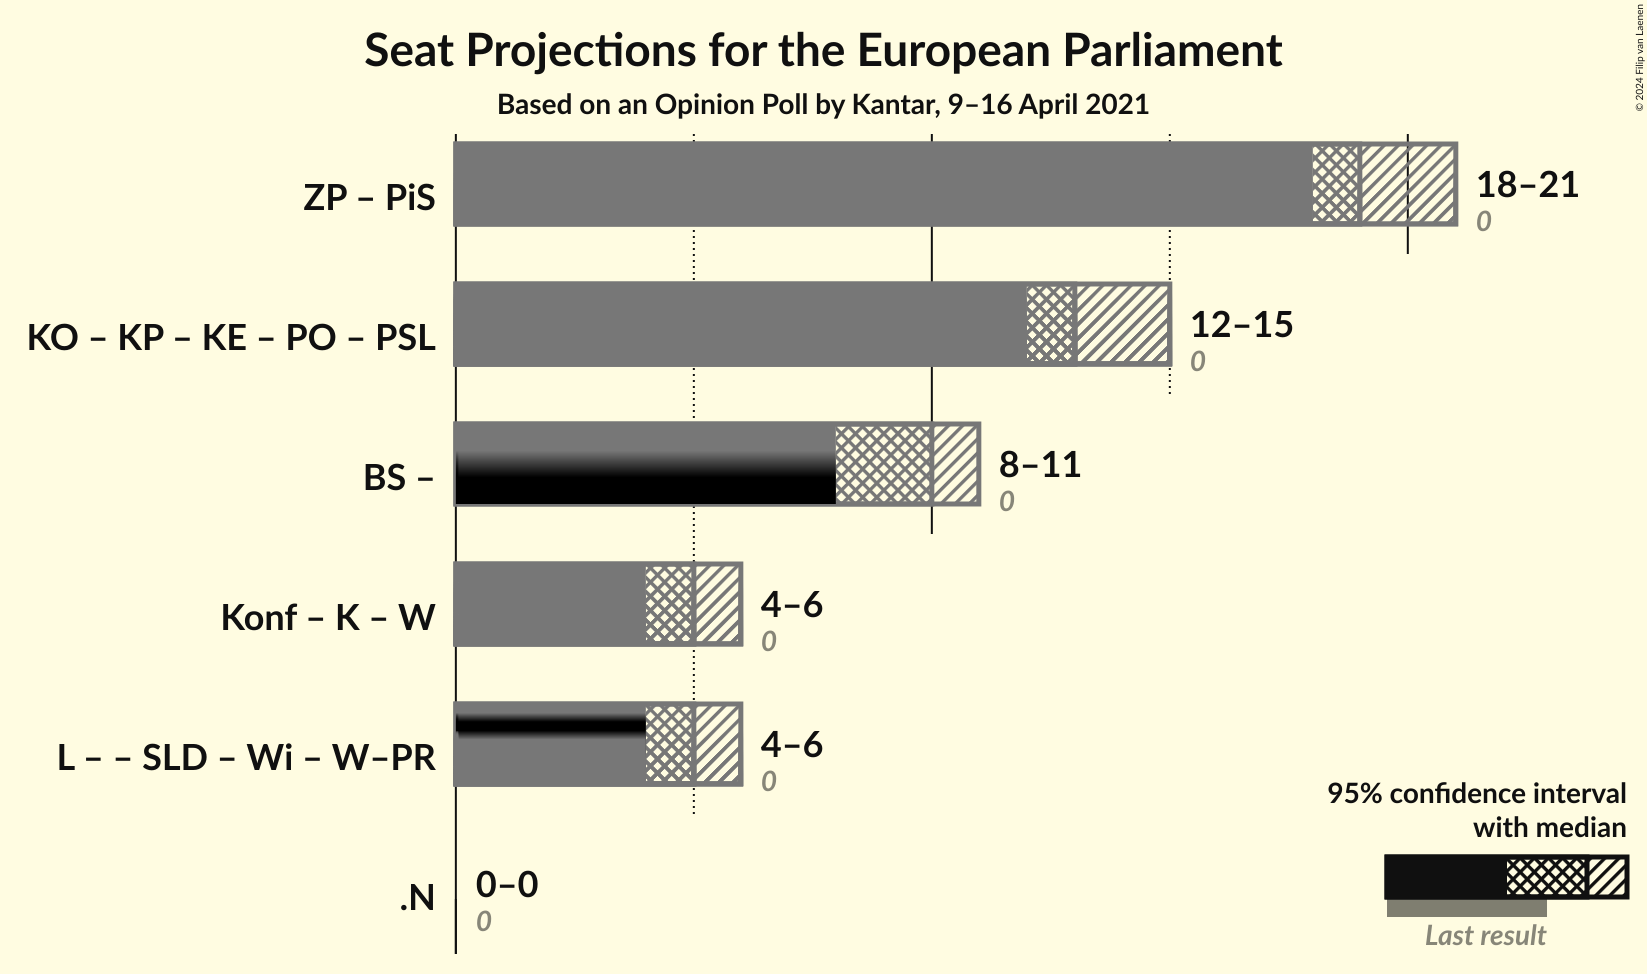 Seat Projections for the European Parliament
Based on an Opinion Poll by Kantar, 9–16 April 2021
© 2024 Filip van Laenen
ZP – PiS
18–21
0
KO – KP – KE – PO – PSL
12–15
0
BS –
8–11
0
Konf – K – W
4–6
0
L – – SLD – Wi – W–PR
4–6
0
.N
0–0
0
95% confidence interval
with median
Last result